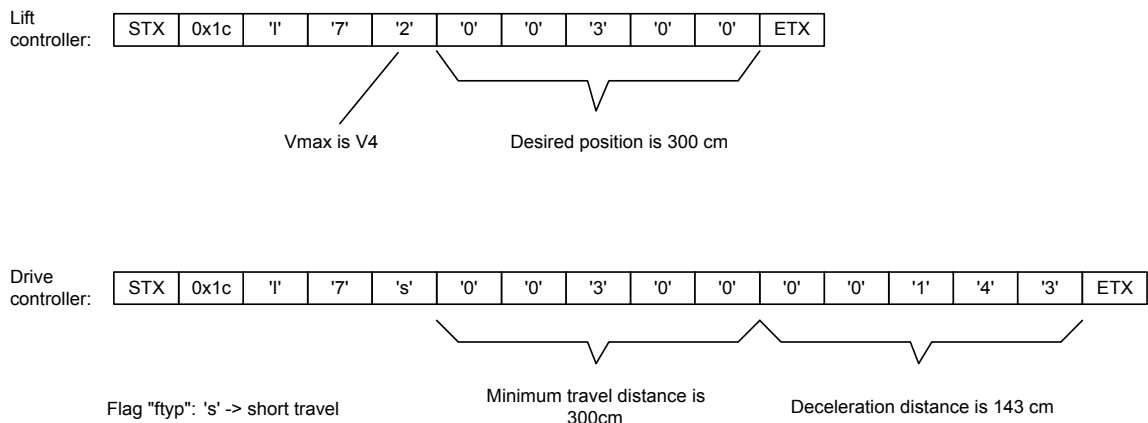 Lift
controller:
STX 0x1c 'I' '7' '2' '0' '0' '3' '0' '0' ETX
Vmax is V4
Desired position is 300 cm
Drive
controller:
STX 0x1c 'I' '7' 's' '0' '0' '3' '0' '0' '0' '0' '1' '4' '3' ETX
Flag "ftyp": 's' -> short travel
Minimum travel distance is
300cm
Deceleration distance is 143 cm